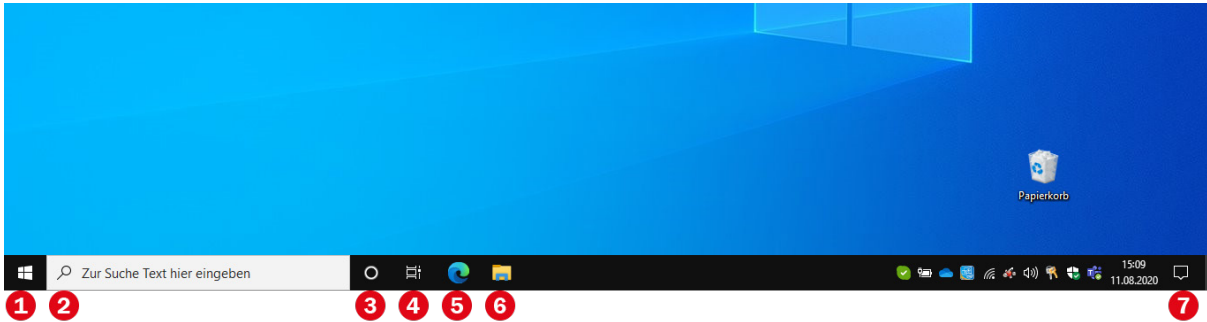 Papierkorb
Zur Suche Text hier eingeben
15:09
11.08.2020
1 2 3 4 5 6 7